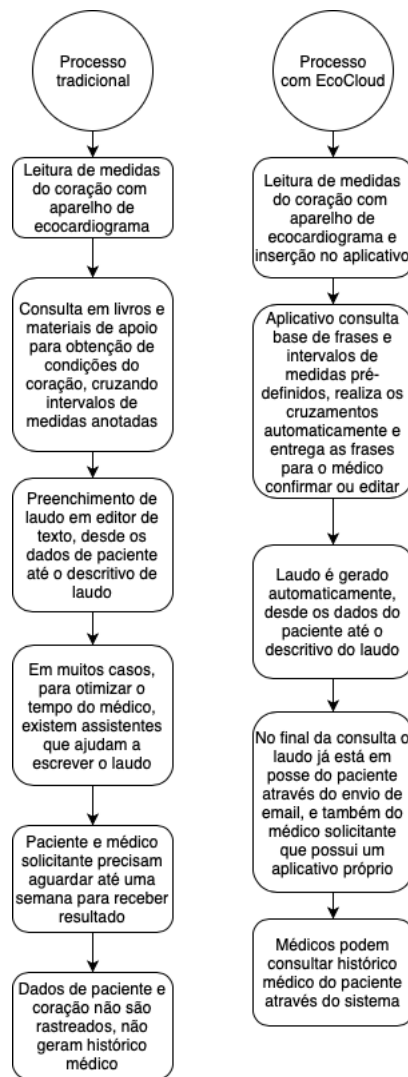 Processo
tradicional
Leitura de medidas
do coração com
aparelho de
ecocardiograma
Consulta em livros e
materiais de apoio
para obtenção de
condições do
coração, cruzando
intervalos de
medidas anotadas
Preenchimento de
laudo em editor de
texto, desde os
dados de paciente
até o descritivo de
laudo
Em muitos casos,
para otimizar o
tempo do médico,
existem assistentes
que ajudam a
escrever o laudo
Paciente e médico
solicitante precisam
aguardar até uma
semana para receber
resultado
Dados de paciente e
coração não são
rastreados, não
geram histórico
médico
Processo
com EcoCloud
Leitura de medidas
do coração com
aparelho de
ecocardiograma e
inserção no aplicativo
Aplicativo consulta
base de frases e
intervalos de
medidas pré-
definidos, realiza os
cruzamentos
automaticamente e
entrega as frases
para o médico
confirmar ou editar
Laudo é gerado
automaticamente,
desde os dados do
paciente até o
descritivo do laudo
No final da consulta o
laudo já está em
posse do paciente
através do envio de
email, e também do
médico solicitante
que possui um
aplicativo próprio
Médicos podem
consultar histórico
médico do paciente
através do sistema